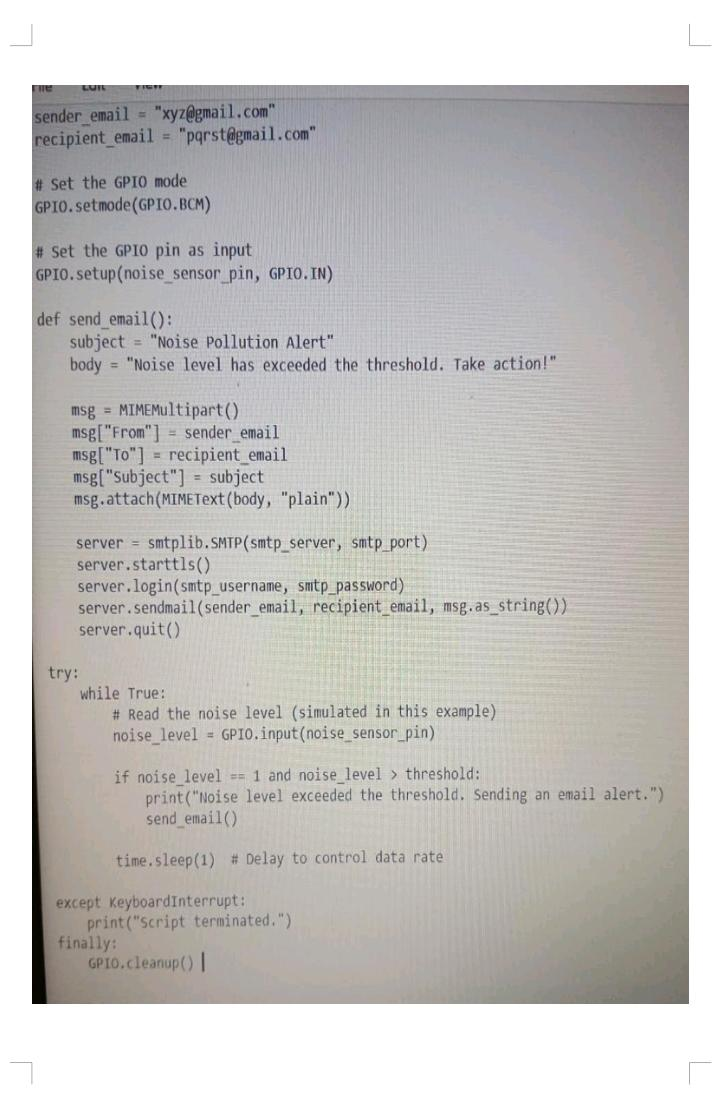 sender_email = "xyz@gmail.com"
recipient_email = "pqrst@gmail.com"
# Set the GPIO mode
GPIO.setmode(GPIO.BCM)
# Set the GPIO pin as input
GPIO.setup(noise_sensor_pin, GPIO.IN)
def send_email():
    subject = "Noise Pollution Alert"
    body = "Noise level has exceeded the threshold. Take action!"
    msg = MIMEMultipart()
    msg["From"] = sender_email
    msg["To"] = recipient_email
    msg["Subject"] = subject
    msg.attach(MIMEText(body, "plain"))
    server = smtplib.SMTP(smtp_server, smtp_port)
    server.starttls()
    server.login(smtp_username, smtp_password)
    server.sendmail(sender_email, recipient_email, msg.as_string())
    server.quit()
try:
    while True:
        # Read the noise level (simulated in this example)
        noise_level = GPIO.input(noise_sensor_pin)
        if noise_level == 1 and noise_level > threshold:
            print("Noise level exceeded the threshold. Sending an email alert.")
            send_email()
        time.sleep(1)  # Delay to control data rate
except KeyboardInterrupt:
    print("Script terminated.")
finally:
    GPIO.cleanup()